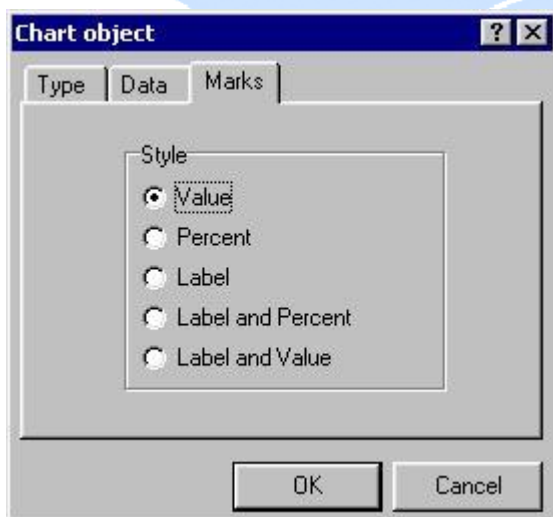 Chart object
Type Data Marks
Style
Value
Percent
Label
Label and Percent
Label and Value
OK Cancel